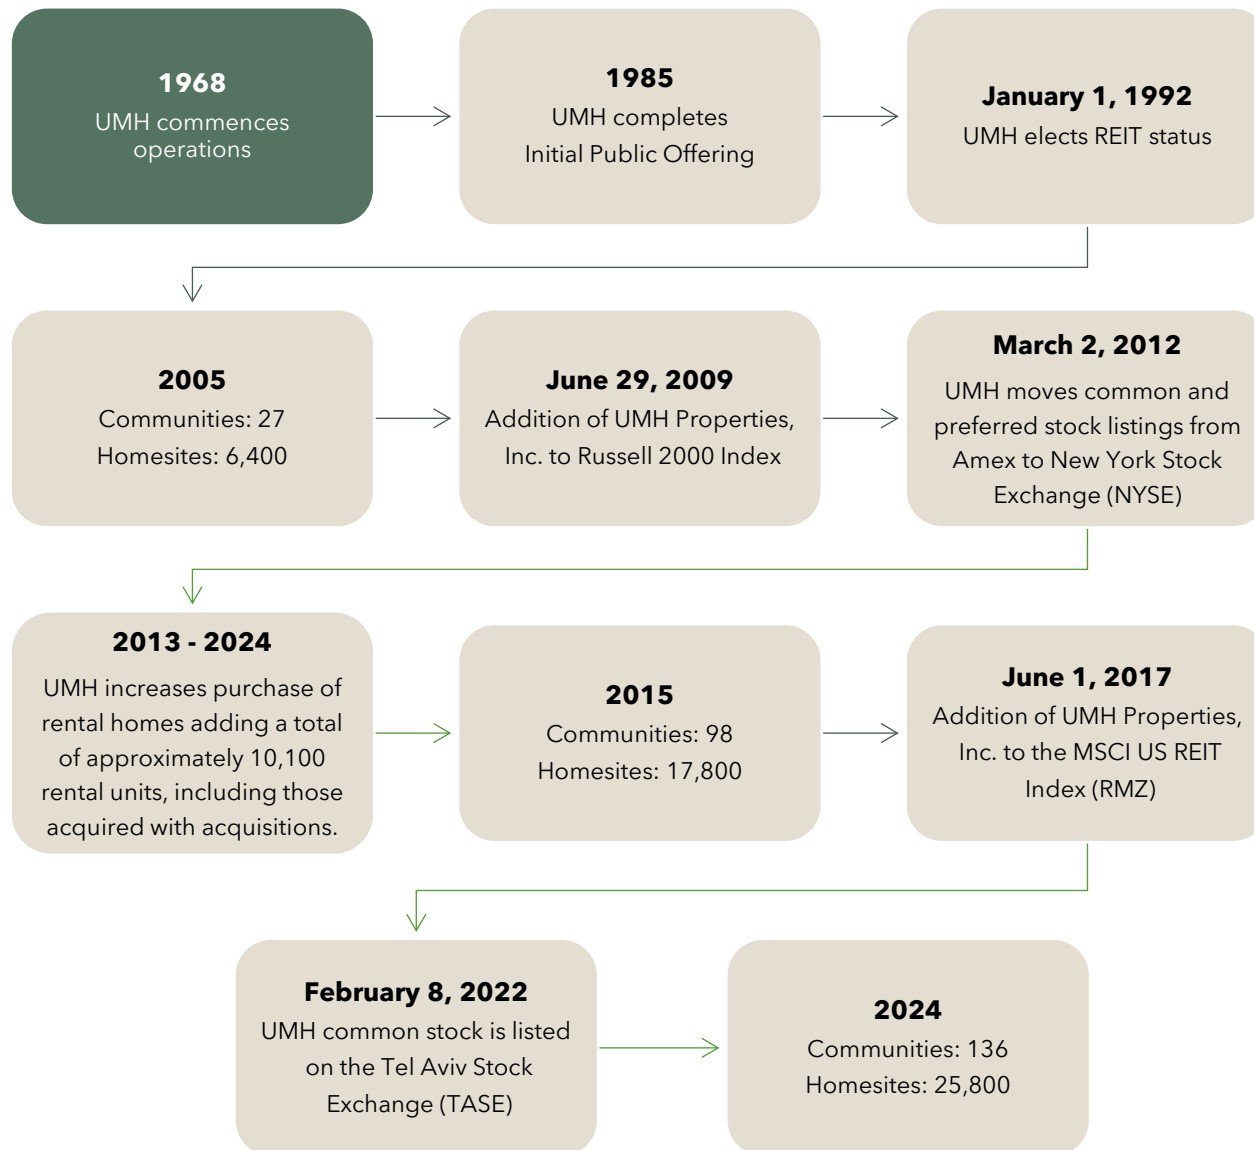 1968
UMH commences
operations
1985
UMH completes
Initial Public Offering
January 1, 1992
UMH elects REIT status
2005
Communities: 27
Homesites: 6,400
June 29, 2009
Addition of UMH Properties,
Inc. to Russell 2000 Index
March 2, 2012
UMH moves common and
preferred stock listings from
Amex to New York Stock
Exchange (NYSE)
2013 - 2024
UMH increases purchase of
rental homes adding a total
of approximately 10,100
rental units, including those
acquired with acquisitions.
2015
Communities: 98
Homesites: 17,800
June 1, 2017
Addition of UMH Properties,
Inc. to the MSCI US REIT
Index (RMZ)
February 8, 2022
UMH common stock is listed
on the Tel Aviv Stock
Exchange (TASE)
2024
Communities: 136
Homesites: 25,800